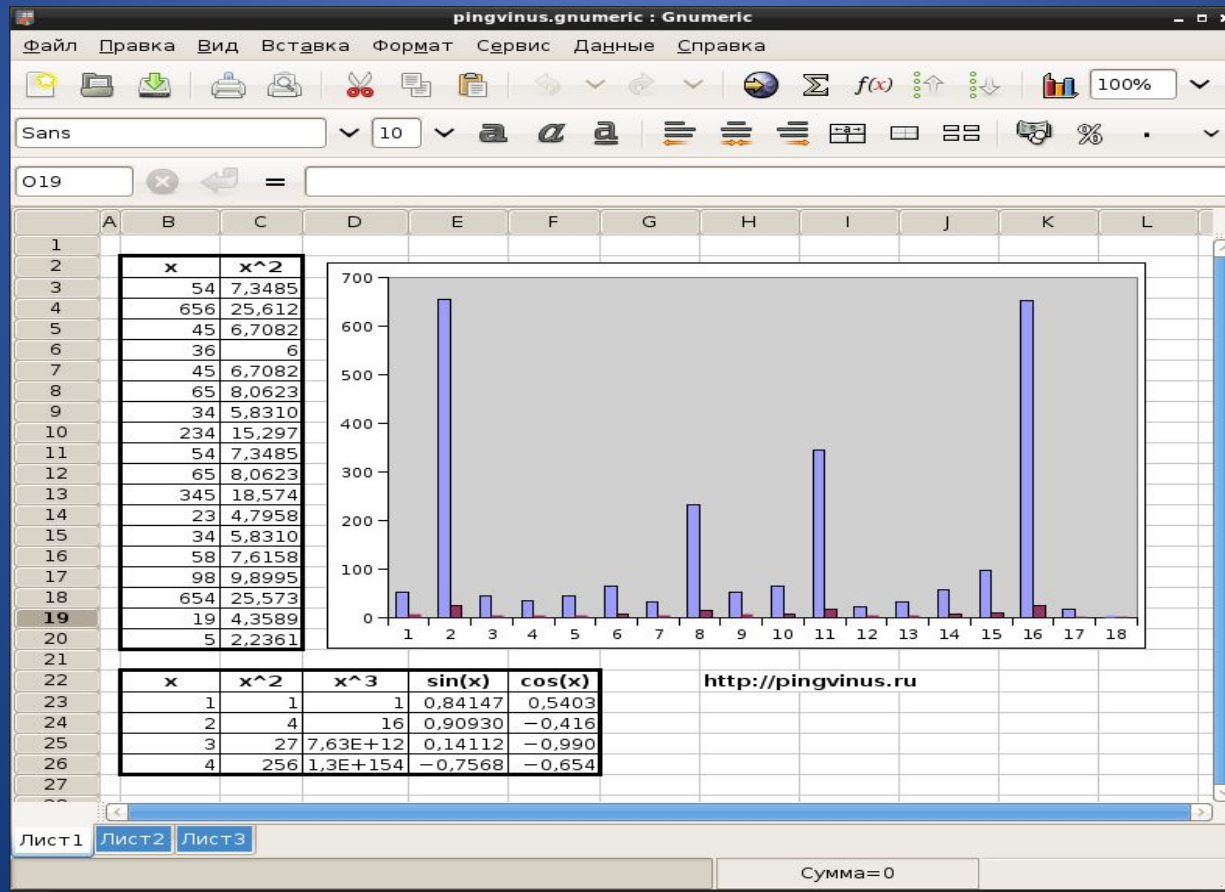 pingvinus.gnumeric : Gnumeric
Файл Правка Вид Вставка Формат Сервис Данные Справка
f(x) 100%
Sans 10 a a a %
O19 =
A B C D E F G H I J K L
1
2 x x^2
3 54 7,3485
4 656 25,612
5 45 6,7082
6 36 6
7 45 6,7082
8 65 8,0623
9 34 5,8310
10 234 15,297
11 54 7,3485
12 65 8,0623
13 345 18,574
14 23 4,7958
15 34 5,8310
16 58 7,6158
17 98 9,8995
18 654 25,573
19 19 4,3589
20 5 2,2361
700
600
500
400
300
200
100
0
1 2 3 4 5 6 7 8 9 10 11 12 13 14 15 16 17 18
21
22 x x^2 x^3 sin(x) cos(x) http://pingvinus.ru
23 1 1 1 0,84147 0,5403
24 2 4 16 0,90930 −0,416
25 3 27 7,63E+12 0,14112 −0,990
26 4 256 1,3E+154 −0,7568 −0,654
27
Лист1 Лист2 Лист3
Сумма=0